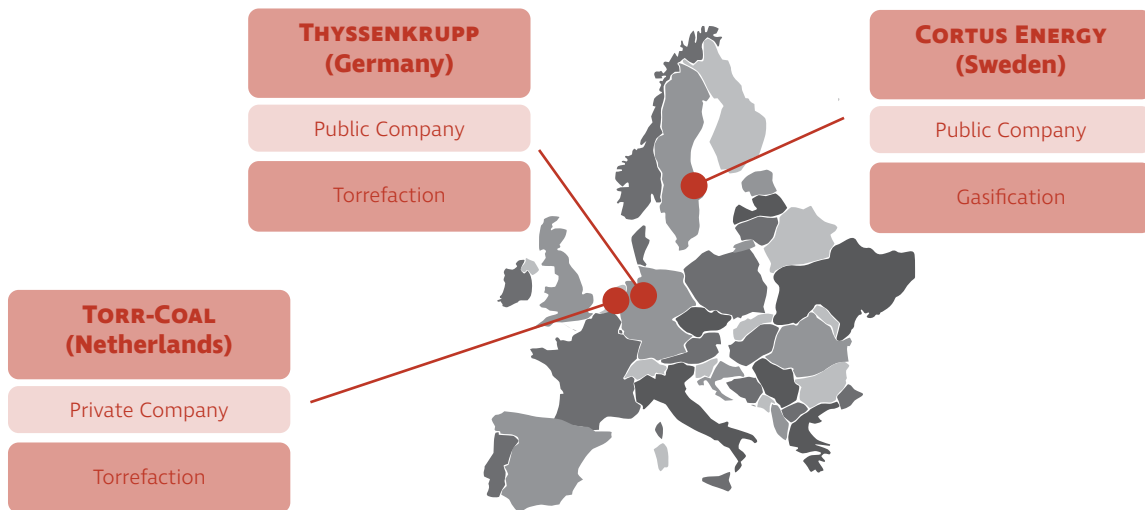 THYSSENKRUPP
(Germany)
Public Company
Torrefaction
CORTUS ENERGY
(Sweden)
Public Company
Gasification
TORR-COAL
(Netherlands)
Private Company
Torrefaction